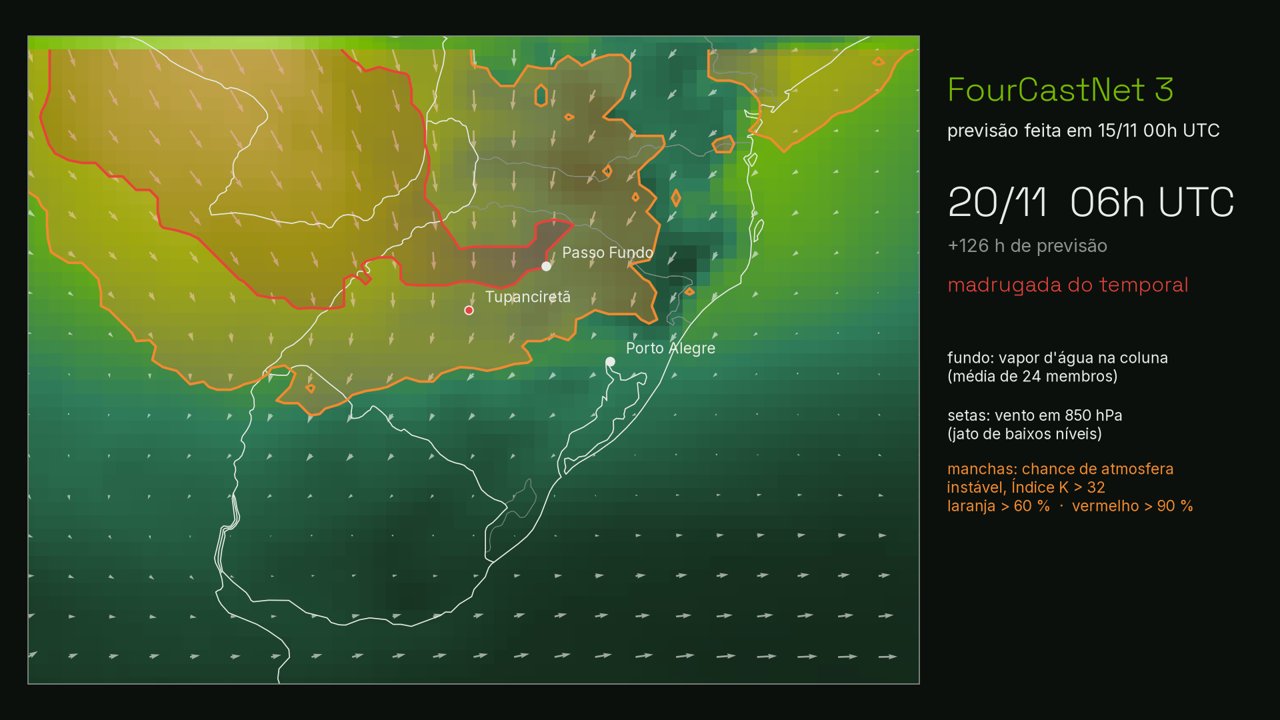 FourCastNet 3
previsão feita em 15/11 00h UTC
20/11 06h UTC
+126 h de previsão
madrugada do temporal
fundo: vapor d'água na coluna
(média de 24 membros)
setas: vento em 850 hPa
(jato de baixos níveis)
manchas: chance de atmosfera
instável, Índice K > 32
laranja > 60 % · vermelho > 90 %
Passo Fundo
Tupanciretã
Porto Alegre